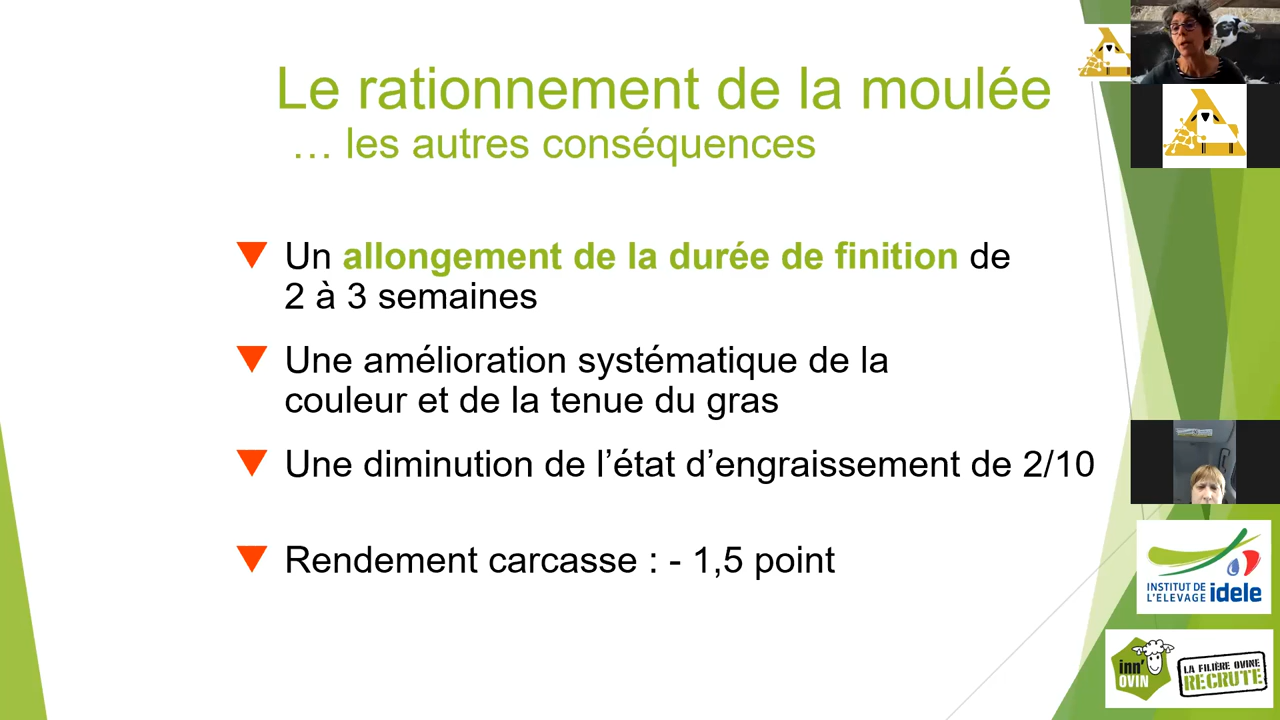 Le rationnement de la moulée
… les autres conséquences
Un allongement de la durée de finition de
2 à 3 semaines
Une amélioration systématique de la
couleur et de la tenue du gras
Une diminution de l’état d’engraissement de 2/10
Rendement carcasse : - 1,5 point
INSTITUT DE
L'ELEVAGE idele
inn'
OVIN
LA FILIÈRE OVINE
RECRUTE